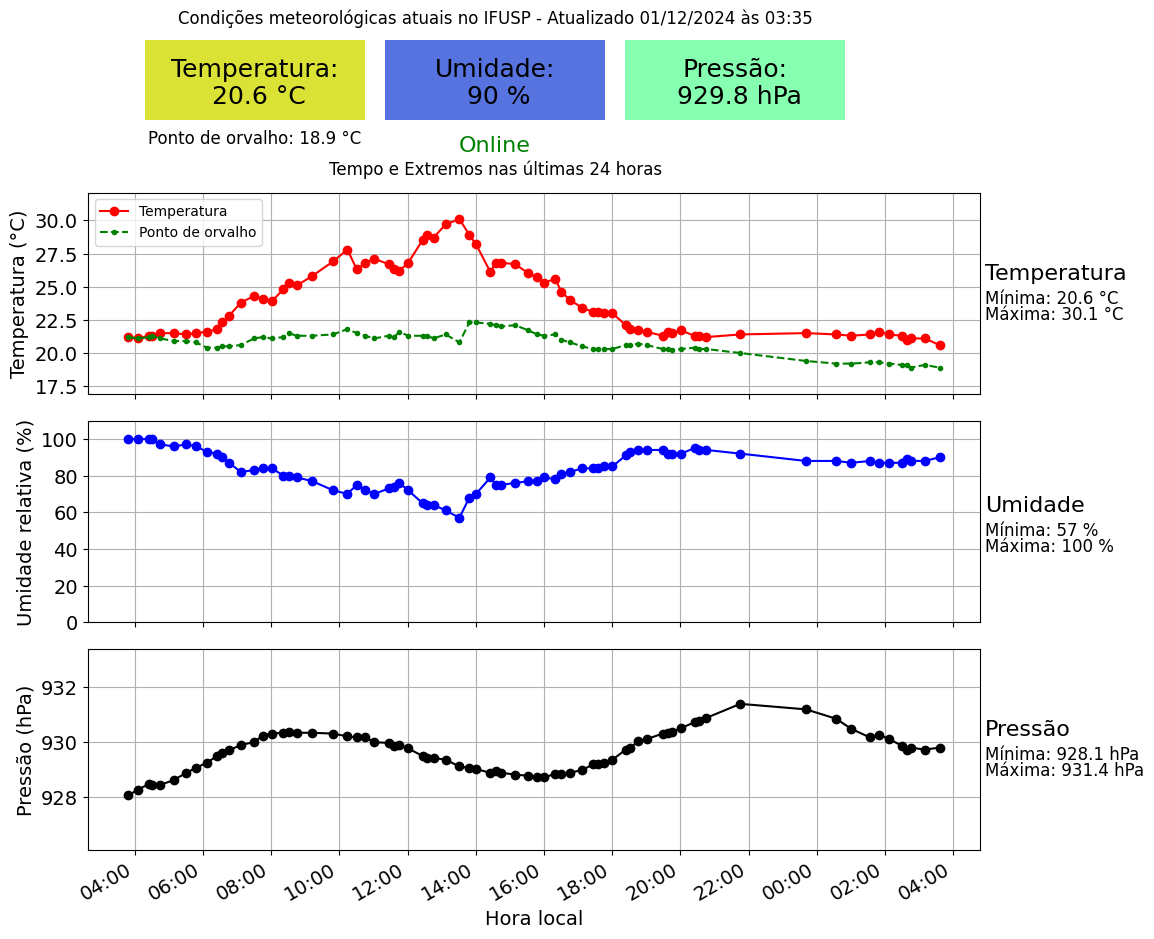 Condições meteorológicas atuais no IFUSP - Atualizado 01/12/2024 às 03:35
Temperatura:
20.6 °C
Umidade:
90 %
Pressão:
929.8 hPa
Ponto de orvalho: 18.9 °C
Online
Tempo e Extremos nas últimas 24 horas
Temperatura (°C)
30.0
27.5
25.0
22.5
20.0
17.5
Temperatura
Ponto de orvalho
Temperatura
Mínima: 20.6 °C
Máxima: 30.1 °C
Umidade relativa (%)
100
80
60
40
20
0
Umidade
Mínima: 57 %
Máxima: 100 %
Pressão (hPa)
932
930
928
Pressão
Mínima: 928.1 hPa
Máxima: 931.4 hPa
04:00 06:00 08:00 10:00 12:00 14:00 16:00 18:00 20:00 22:00 00:00 02:00 04:00
Hora local